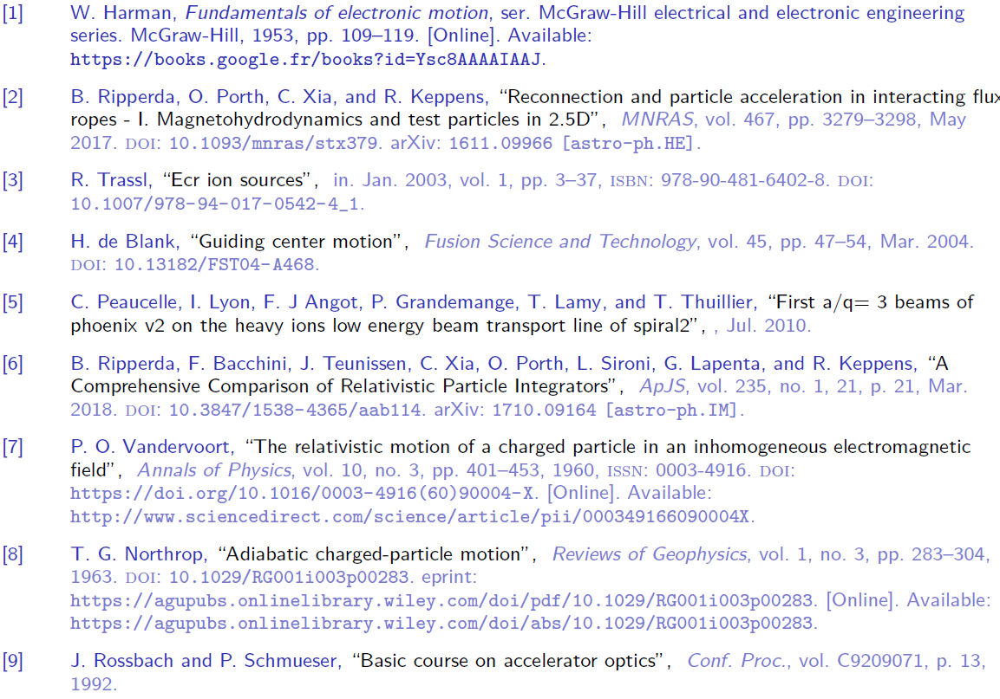 [1] W. Harman, Fundamentals of electronic motion, ser. McGraw-Hill electrical and electronic engineering
series. McGraw-Hill, 1953, pp. 109–119. [Online]. Available:
https://books.google.fr/books?id=Ysc8AAAAIAAJ.
[2] B. Ripperda, O. Porth, C. Xia, and R. Keppens, “Reconnection and particle acceleration in interacting flux
ropes - I. Magnetohydrodynamics and test particles in 2.5D”, MNRAS, vol. 467, pp. 3279–3298, May
2017. DOI: 10.1093/mnras/stx379. arXiv: 1611.09966 [astro-ph.HE].
[3] R. Trassl, “Ecr ion sources”, in. Jan. 2003, vol. 1, pp. 3–37, ISBN: 978-90-481-6402-8. DOI:
10.1007/978-94-017-0542-4_1.
[4] H. de Blank, “Guiding center motion”, Fusion Science and Technology, vol. 45, pp. 47–54, Mar. 2004.
DOI: 10.13182/FST04-A468.
[5] C. Peaucelle, I. Lyon, F. J Angot, P. Grandemange, T. Lamy, and T. Thuillier, “First a/q= 3 beams of
phoenix v2 on the heavy ions low energy beam transport line of spiral2”, , Jul. 2010.
[6] B. Ripperda, F. Bacchini, J. Teunissen, C. Xia, O. Porth, L. Sironi, G. Lapenta, and R. Keppens, “A
Comprehensive Comparison of Relativistic Particle Integrators”, ApJS, vol. 235, no. 1, 21, p. 21, Mar.
2018. DOI: 10.3847/1538-4365/aab114. arXiv: 1710.09164 [astro-ph.IM].
[7] P. O. Vandervoort, “The relativistic motion of a charged particle in an inhomogeneous electromagnetic
field”, Annals of Physics, vol. 10, no. 3, pp. 401–453, 1960, ISSN: 0003-4916. DOI:
https://doi.org/10.1016/0003-4916(60)90004-X. [Online]. Available:
http://www.sciencedirect.com/science/article/pii/000349166090004X.
[8] T. G. Northrop, “Adiabatic charged-particle motion”, Reviews of Geophysics, vol. 1, no. 3, pp. 283–304,
1963. DOI: 10.1029/RG001i003p00283. eprint:
https://agupubs.onlinelibrary.wiley.com/doi/pdf/10.1029/RG001i003p00283. [Online]. Available:
https://agupubs.onlinelibrary.wiley.com/doi/abs/10.1029/RG001i003p00283.
[9] J. Rossbach and P. Schmueser, “Basic course on accelerator optics”, Conf. Proc., vol. C9209071, p. 13,
1992.